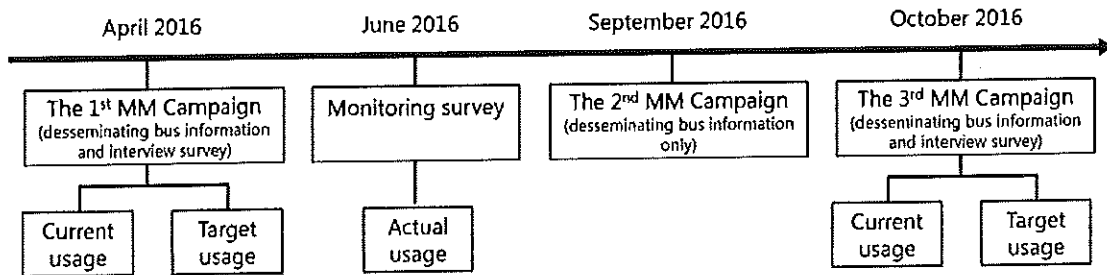 April 2016
June 2016
September 2016
October 2016
The 1st MM Campaign
(desseminating bus information
and interview survey)
Monitoring survey
The 2nd MM Campaign
(desseminating bus information
only)
The 3rd MM Campaign
(desseminating bus information
and interview survey)
Current
usage
Target
usage
Actual
usage
Current
usage
Target
usage